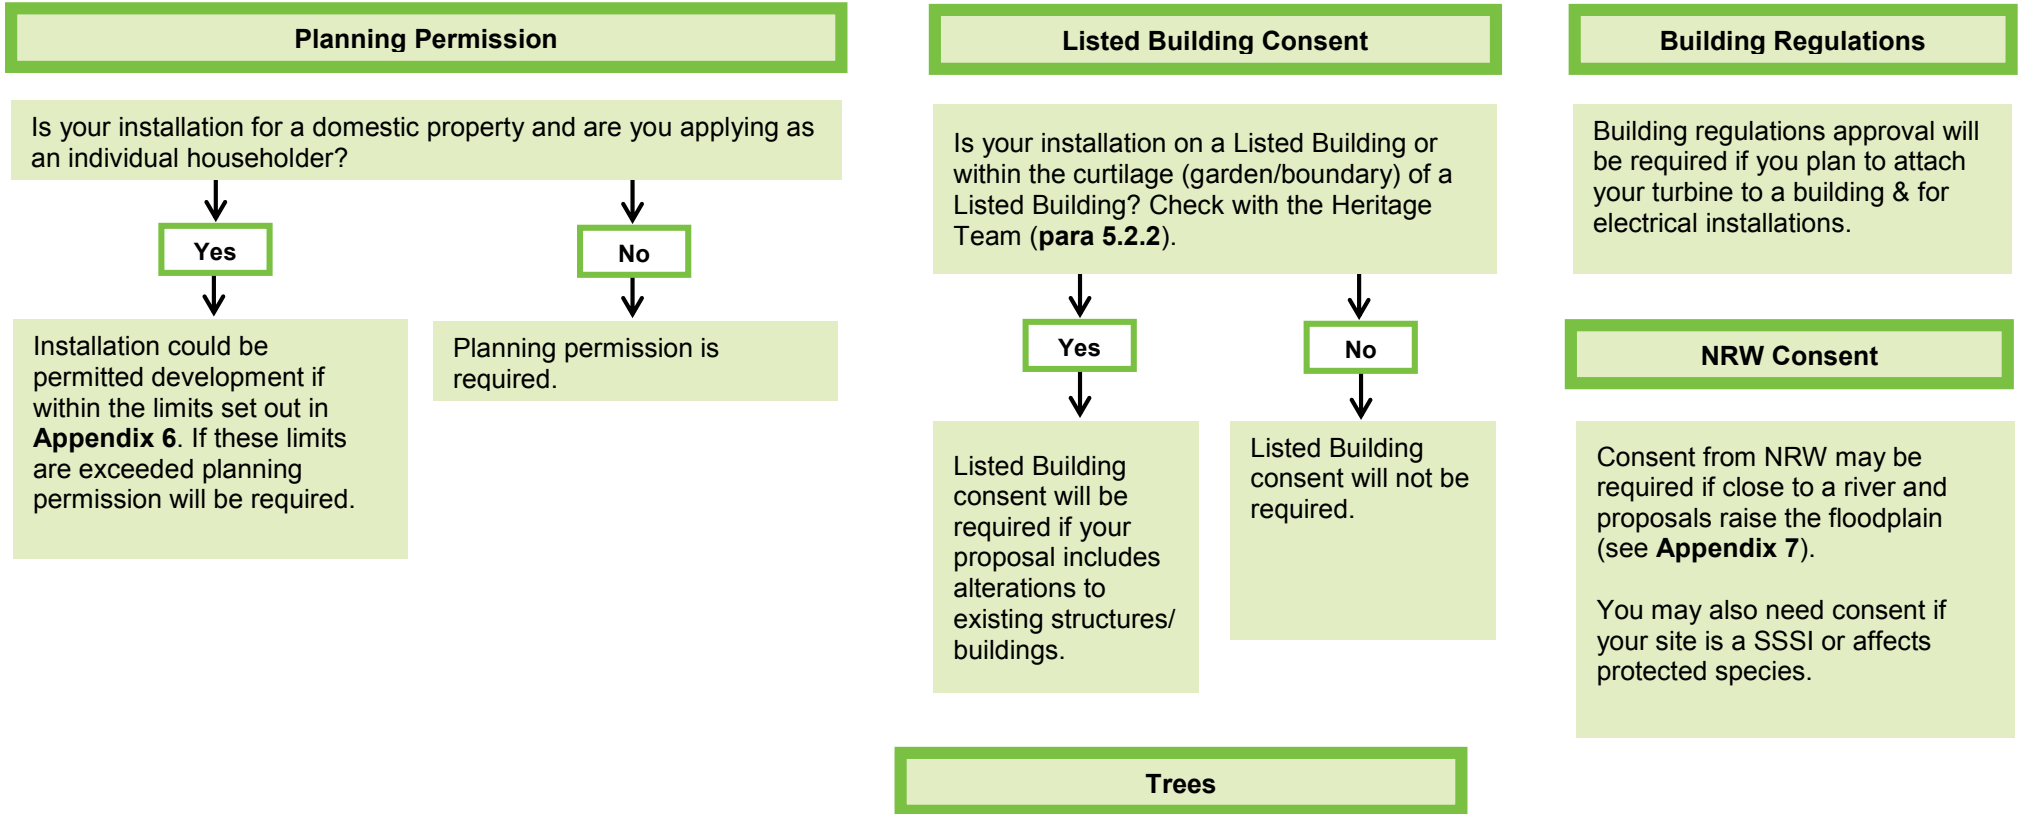 Planning Permission
Is your installation for a domestic property and are you applying as
an individual householder?
Yes
No
Installation could be
permitted development if
within the limits set out in
Appendix 6. If these limits
are exceeded planning
permission will be required.
Planning permission is
required.
Listed Building Consent
Is your installation on a Listed Building or
within the curtilage (garden/boundary) of a
Listed Building? Check with the Heritage
Team (para 5.2.2).
Yes
No
Listed Building
consent will be
required if your
proposal includes
alterations to
existing structures/
buildings.
Listed Building
consent will not be
required.
Building Regulations
Building regulations approval will
be required if you plan to attach
your turbine to a building & for
electrical installations.
NRW Consent
Consent from NRW may be
required if close to a river and
proposals raise the floodplain
(see Appendix 7).
You may also need consent if
your site is a SSSI or affects
protected species.
Trees